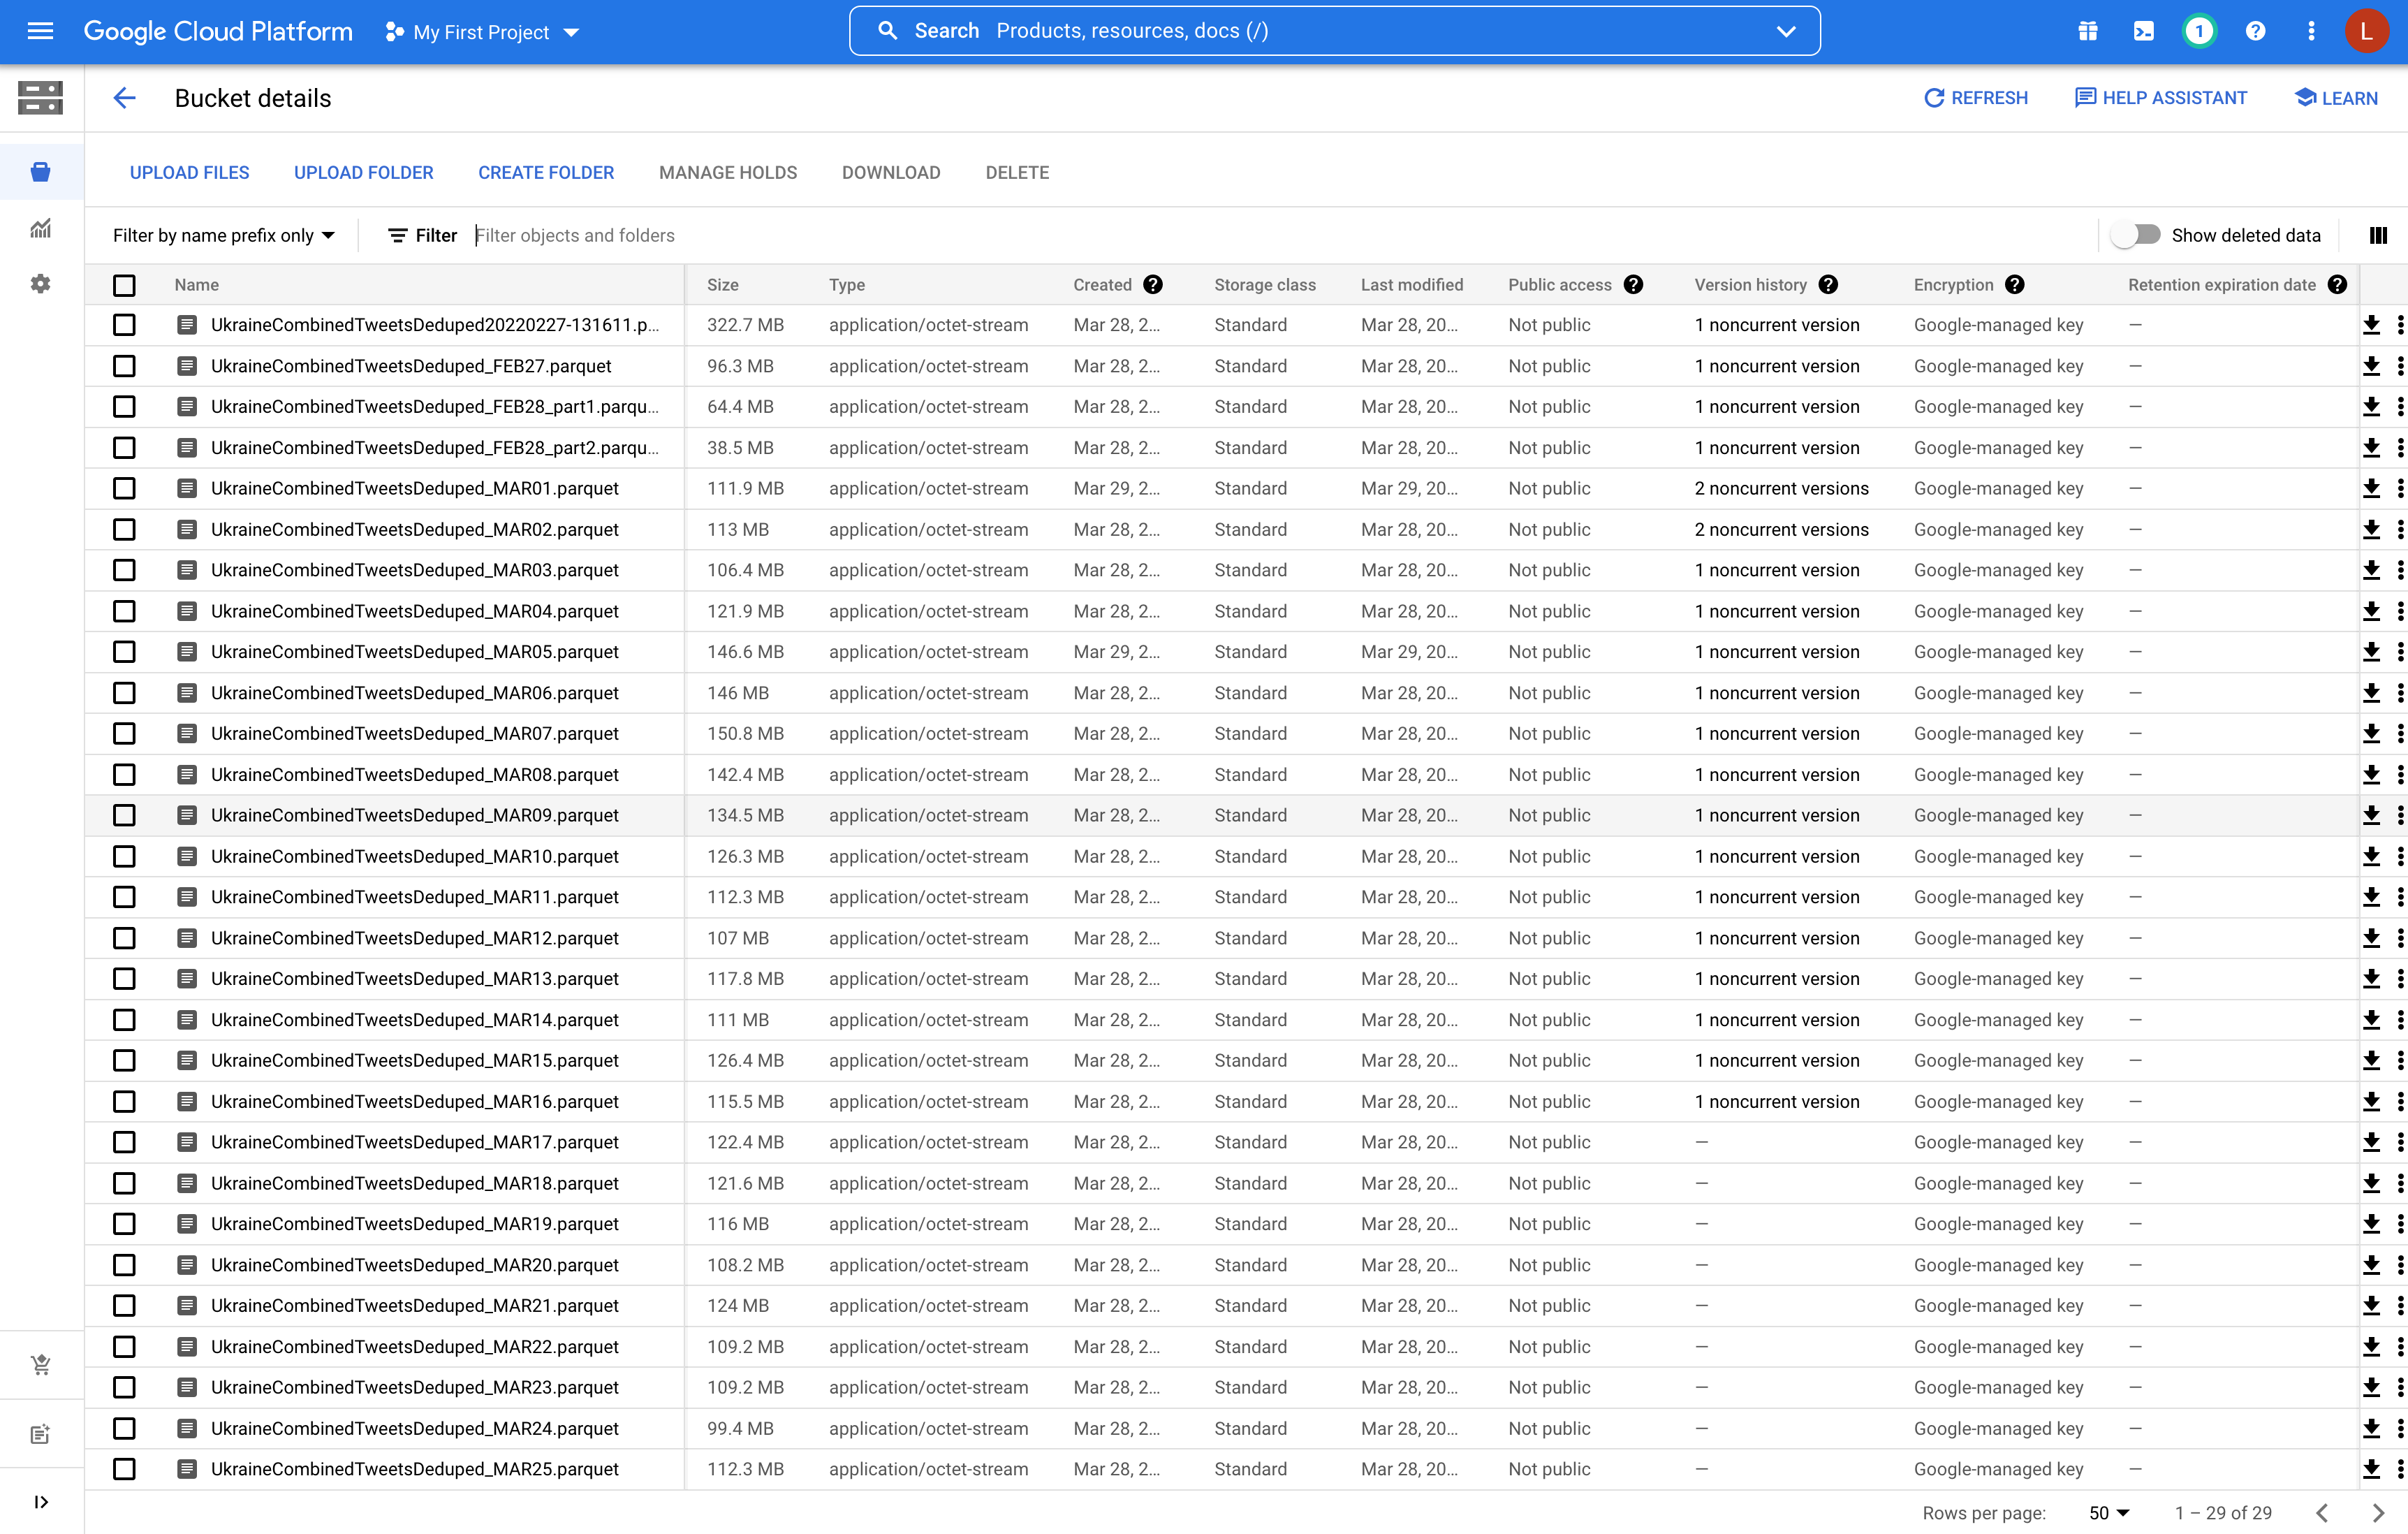 Google Cloud Platform My First Project Search Products, resources, docs (/) 1 L
Bucket details REFRESH HELP ASSISTANT LEARN
UPLOAD FILES UPLOAD FOLDER CREATE FOLDER MANAGE HOLDS DOWNLOAD DELETE
Filter by name prefix only Filter Filter objects and folders Show deleted data
Name Size Type Created Storage class Last modified Public access Version history Encryption Retention expiration date
UkraineCombinedTweetsDeduped20220227-131611.p... 322.7 MB application/octet-stream Mar 28, 2... Standard Mar 28, 20... Not public 1 noncurrent version Google-managed key —
UkraineCombinedTweetsDeduped_FEB27.parquet 96.3 MB application/octet-stream Mar 28, 2... Standard Mar 28, 20... Not public 1 noncurrent version Google-managed key —
UkraineCombinedTweetsDeduped_FEB28_part1.parqu... 64.4 MB application/octet-stream Mar 28, 2... Standard Mar 28, 20... Not public 1 noncurrent version Google-managed key —
UkraineCombinedTweetsDeduped_FEB28_part2.parqu... 38.5 MB application/octet-stream Mar 28, 2... Standard Mar 28, 20... Not public 1 noncurrent version Google-managed key —
UkraineCombinedTweetsDeduped_MAR01.parquet 111.9 MB application/octet-stream Mar 29, 2... Standard Mar 29, 20... Not public 2 noncurrent versions Google-managed key —
UkraineCombinedTweetsDeduped_MAR02.parquet 113 MB application/octet-stream Mar 28, 2... Standard Mar 28, 20... Not public 2 noncurrent versions Google-managed key —
UkraineCombinedTweetsDeduped_MAR03.parquet 106.4 MB application/octet-stream Mar 28, 2... Standard Mar 28, 20... Not public 1 noncurrent version Google-managed key —
UkraineCombinedTweetsDeduped_MAR04.parquet 121.9 MB application/octet-stream Mar 28, 2... Standard Mar 28, 20... Not public 1 noncurrent version Google-managed key —
UkraineCombinedTweetsDeduped_MAR05.parquet 146.6 MB application/octet-stream Mar 29, 2... Standard Mar 29, 20... Not public 1 noncurrent version Google-managed key —
UkraineCombinedTweetsDeduped_MAR06.parquet 146 MB application/octet-stream Mar 28, 2... Standard Mar 28, 20... Not public 1 noncurrent version Google-managed key —
UkraineCombinedTweetsDeduped_MAR07.parquet 150.8 MB application/octet-stream Mar 28, 2... Standard Mar 28, 20... Not public 1 noncurrent version Google-managed key —
UkraineCombinedTweetsDeduped_MAR08.parquet 142.4 MB application/octet-stream Mar 28, 2... Standard Mar 28, 20... Not public 1 noncurrent version Google-managed key —
UkraineCombinedTweetsDeduped_MAR09.parquet 134.5 MB application/octet-stream Mar 28, 2... Standard Mar 28, 20... Not public 1 noncurrent version Google-managed key —
UkraineCombinedTweetsDeduped_MAR10.parquet 126.3 MB application/octet-stream Mar 28, 2... Standard Mar 28, 20... Not public 1 noncurrent version Google-managed key —
UkraineCombinedTweetsDeduped_MAR11.parquet 112.3 MB application/octet-stream Mar 28, 2... Standard Mar 28, 20... Not public 1 noncurrent version Google-managed key —
UkraineCombinedTweetsDeduped_MAR12.parquet 107 MB application/octet-stream Mar 28, 2... Standard Mar 28, 20... Not public 1 noncurrent version Google-managed key —
UkraineCombinedTweetsDeduped_MAR13.parquet 117.8 MB application/octet-stream Mar 28, 2... Standard Mar 28, 20... Not public 1 noncurrent version Google-managed key —
UkraineCombinedTweetsDeduped_MAR14.parquet 111 MB application/octet-stream Mar 28, 2... Standard Mar 28, 20... Not public 1 noncurrent version Google-managed key —
UkraineCombinedTweetsDeduped_MAR15.parquet 126.4 MB application/octet-stream Mar 28, 2... Standard Mar 28, 20... Not public 1 noncurrent version Google-managed key —
UkraineCombinedTweetsDeduped_MAR16.parquet 115.5 MB application/octet-stream Mar 28, 2... Standard Mar 28, 20... Not public 1 noncurrent version Google-managed key —
UkraineCombinedTweetsDeduped_MAR17.parquet 122.4 MB application/octet-stream Mar 28, 2... Standard Mar 28, 20... Not public — Google-managed key —
UkraineCombinedTweetsDeduped_MAR18.parquet 121.6 MB application/octet-stream Mar 28, 2... Standard Mar 28, 20... Not public — Google-managed key —
UkraineCombinedTweetsDeduped_MAR19.parquet 116 MB application/octet-stream Mar 28, 2... Standard Mar 28, 20... Not public — Google-managed key —
UkraineCombinedTweetsDeduped_MAR20.parquet 108.2 MB application/octet-stream Mar 28, 2... Standard Mar 28, 20... Not public — Google-managed key —
UkraineCombinedTweetsDeduped_MAR21.parquet 124 MB application/octet-stream Mar 28, 2... Standard Mar 28, 20... Not public — Google-managed key —
UkraineCombinedTweetsDeduped_MAR22.parquet 109.2 MB application/octet-stream Mar 28, 2... Standard Mar 28, 20... Not public — Google-managed key —
UkraineCombinedTweetsDeduped_MAR23.parquet 109.2 MB application/octet-stream Mar 28, 2... Standard Mar 28, 20... Not public — Google-managed key —
UkraineCombinedTweetsDeduped_MAR24.parquet 99.4 MB application/octet-stream Mar 28, 2... Standard Mar 28, 20... Not public — Google-managed key —
UkraineCombinedTweetsDeduped_MAR25.parquet 112.3 MB application/octet-stream Mar 28, 2... Standard Mar 28, 20... Not public — Google-managed key —
Rows per page: 50 1 – 29 of 29